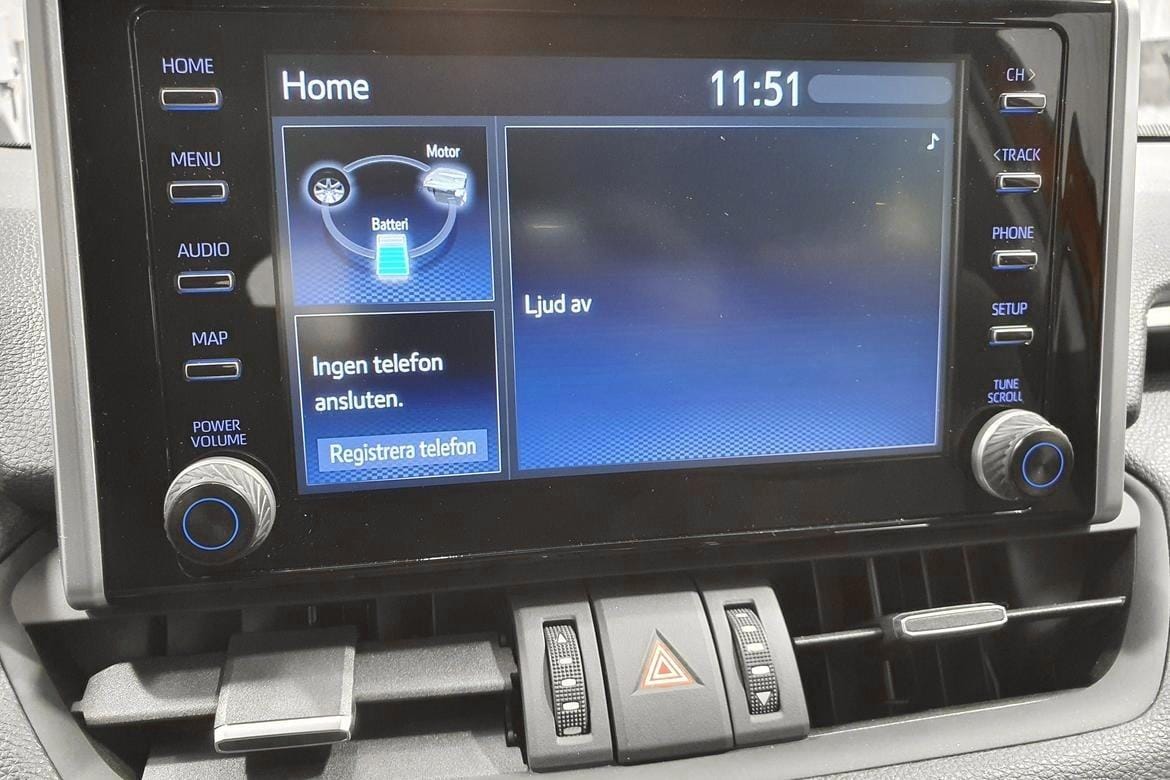 HOME
MENU
AUDIO
MAP
POWER
VOLUME
Home
11:51
Motor
Batteri
Ingen telefon
ansluten.
Registrera telefon
Ljud av
CH >
< TRACK
PHONE
SETUP
TUNE
SCROLL